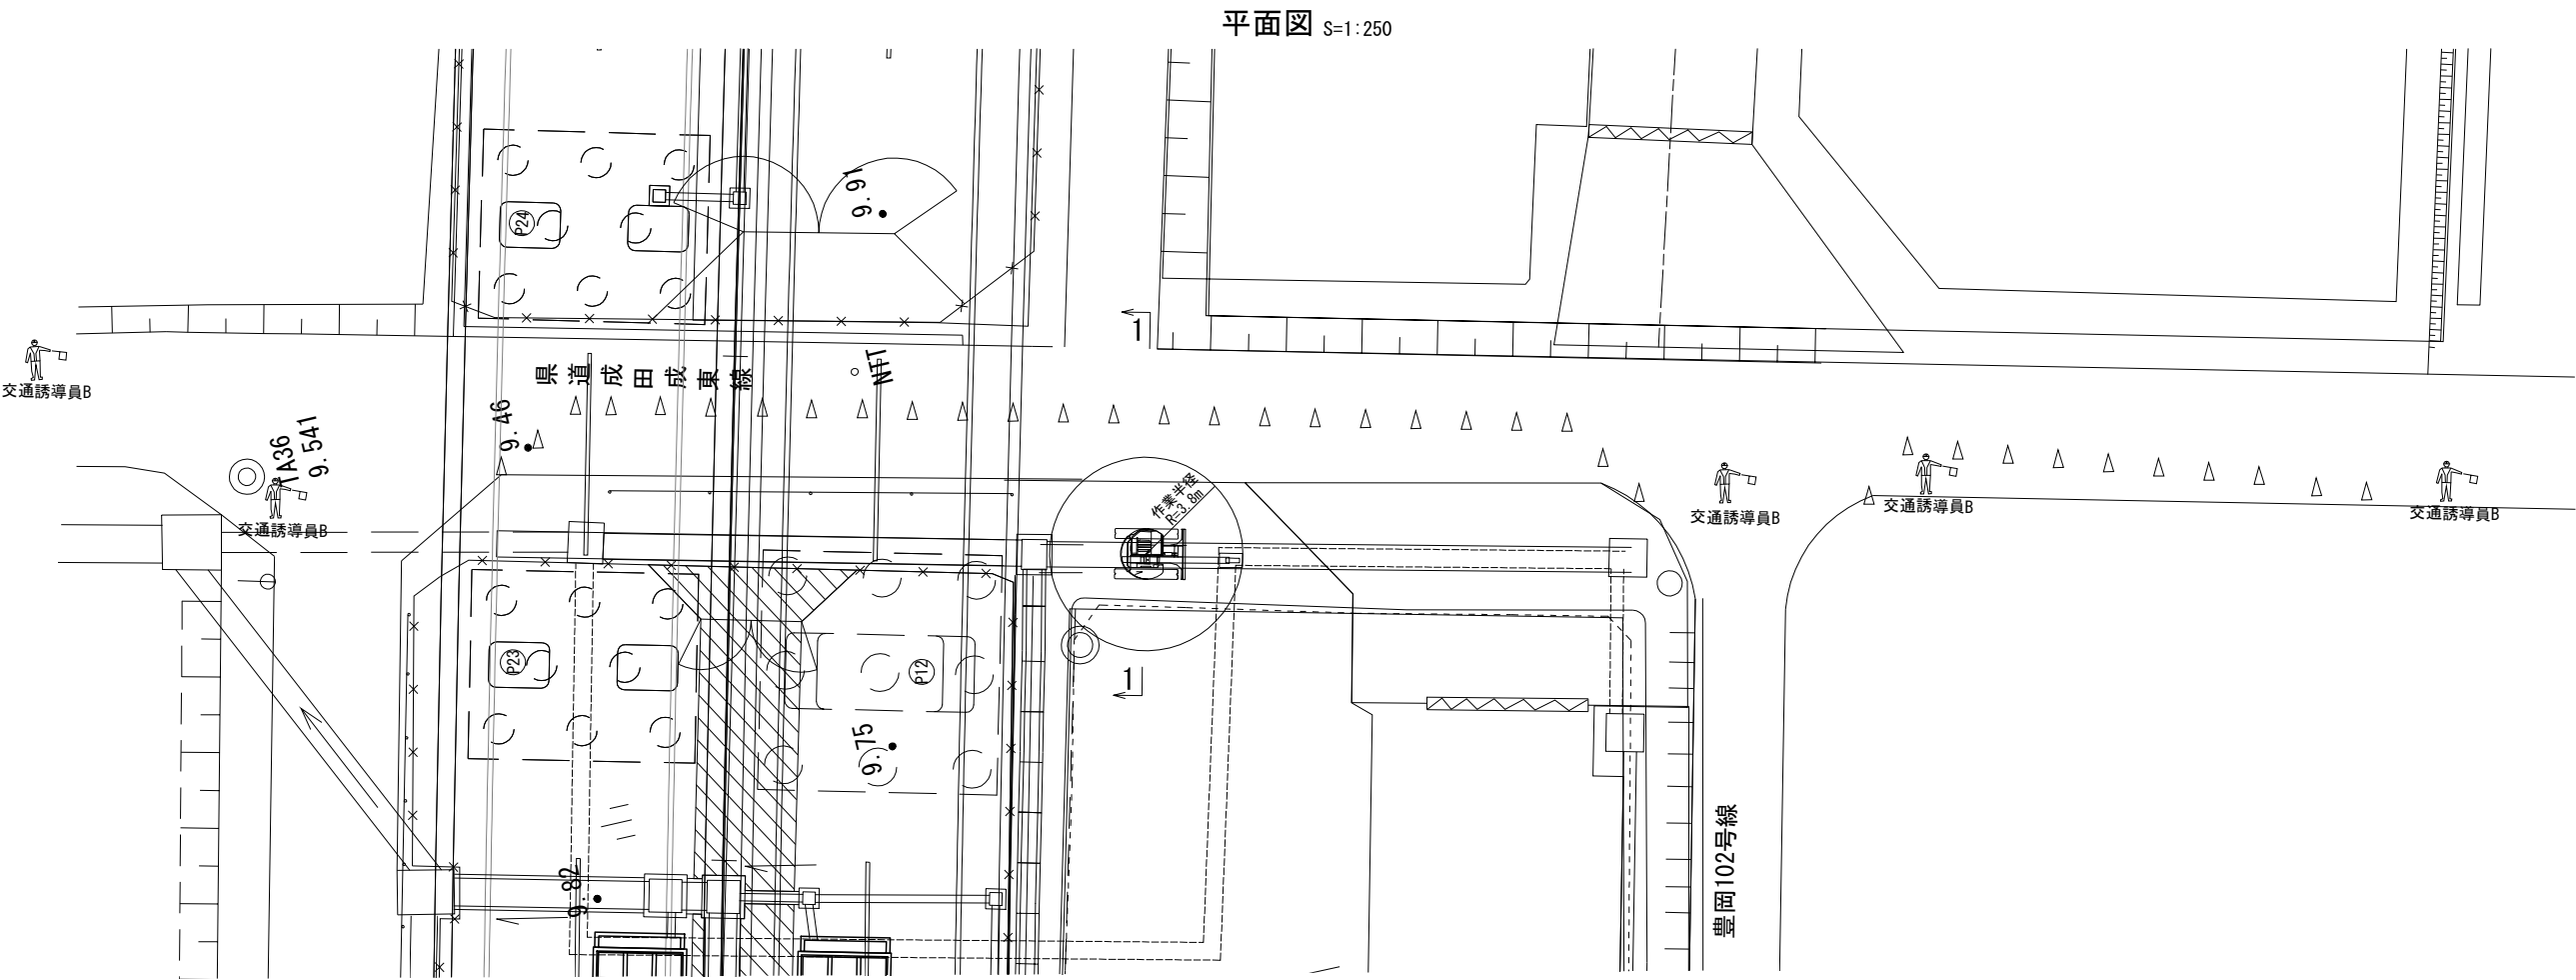 平面図 S=1:250
P24
9.91
1
交通誘導員B
県道成田成東線
NTT
9.46
TA36
9.541
交通誘導員B
作業半径
R=3.8m
交通誘導員B
交通誘導員B
交通誘導員B
P23
P12
1
9.75
9.82
豊岡102号線